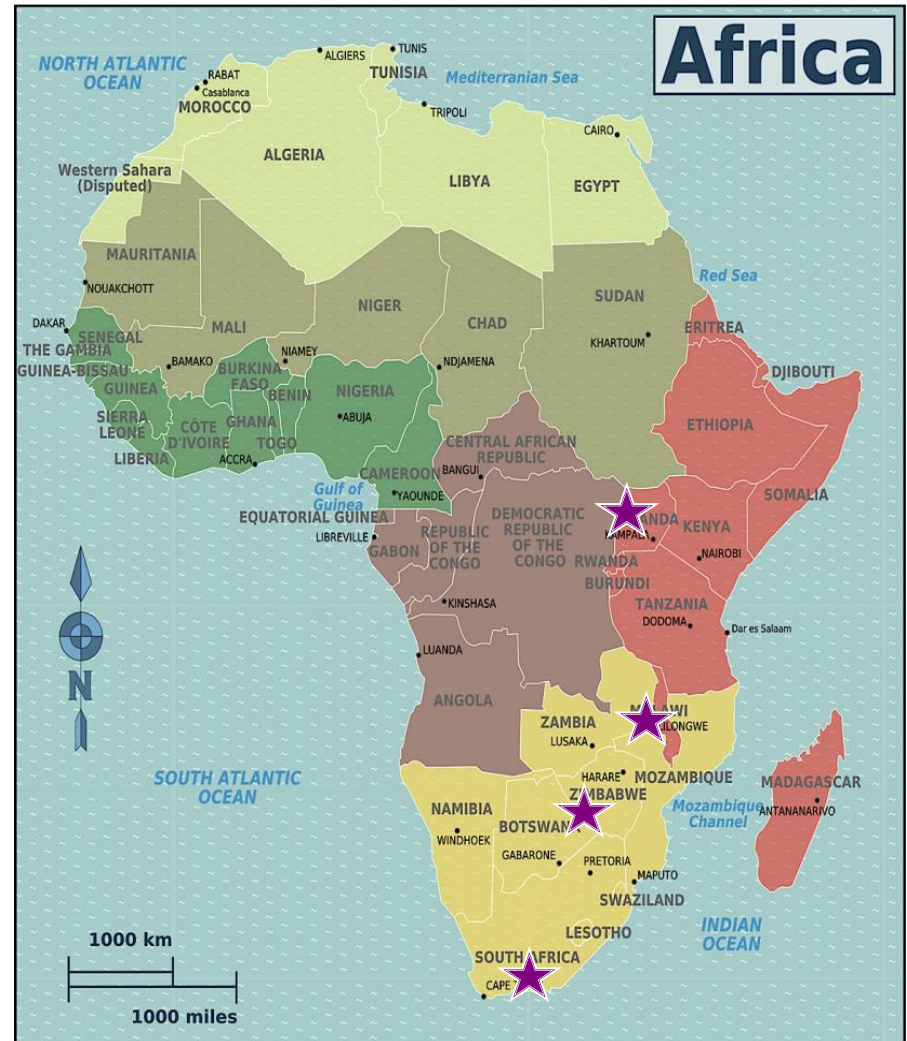 Africa
NORTH ATLANTIC
OCEAN
ALGIERS
TUNIS
TUNISIA
Mediterranian Sea
RABAT
Casablanca
MOROCCO
TRIPOLI
CAIRO
ALGERIA
Western Sahara
(Disputed)
LIBYA
EGYPT
MAURITANIA
Red Sea
NOUAKCHOTT
NIGER
SUDAN
DAKAR
SENEGAL
MALI
CHAD
KHARTOUM
ERITREA
THE GAMBIA
GUINEA-BISSAU
BAMAKO
NIAMEY
NDJAMENA
DJIBOUTI
BURKINA
FASO
GUINEA
BENIN
NIGERIA
ABUJA
SIERRA
LEONE
CÔTE
D'IVOIRE
GHANA
TOGO
ETHIOPIA
LIBERIA
ACCRA
CENTRAL AFRICAN
REPUBLIC
CAMEROON
BANGUI
YAOUNDE
Gulf of
Guinea
SOMALIA
EQUATORIAL GUINEA
DEMOCRATIC
REPUBLIC
OF THE
CONGO
KENYA
LIBREVILLE
GABON
REPUBLIC
OF THE
CONGO
NAIROBI
RWANDA
BURUNDI
KINSHASA
TANZANIA
DODOMA
Dar es Salaam
LUANDA
N
ANGOLA
ZAMBIA
LUSAKA
HARARE
MOZAMBIQUE
SOUTH ATLANTIC
OCEAN
ZIMBABWE
MADAGASCAR
ANTANANARIVO
Mozambique
Channel
NAMIBIA
WINDHOEK
GABARONE
PRETORIA
MAPUTO
SWAZILAND
LESOTHO
INDIAN
OCEAN
SOUTH AFRICA
CAPE
1000 km
1000 miles